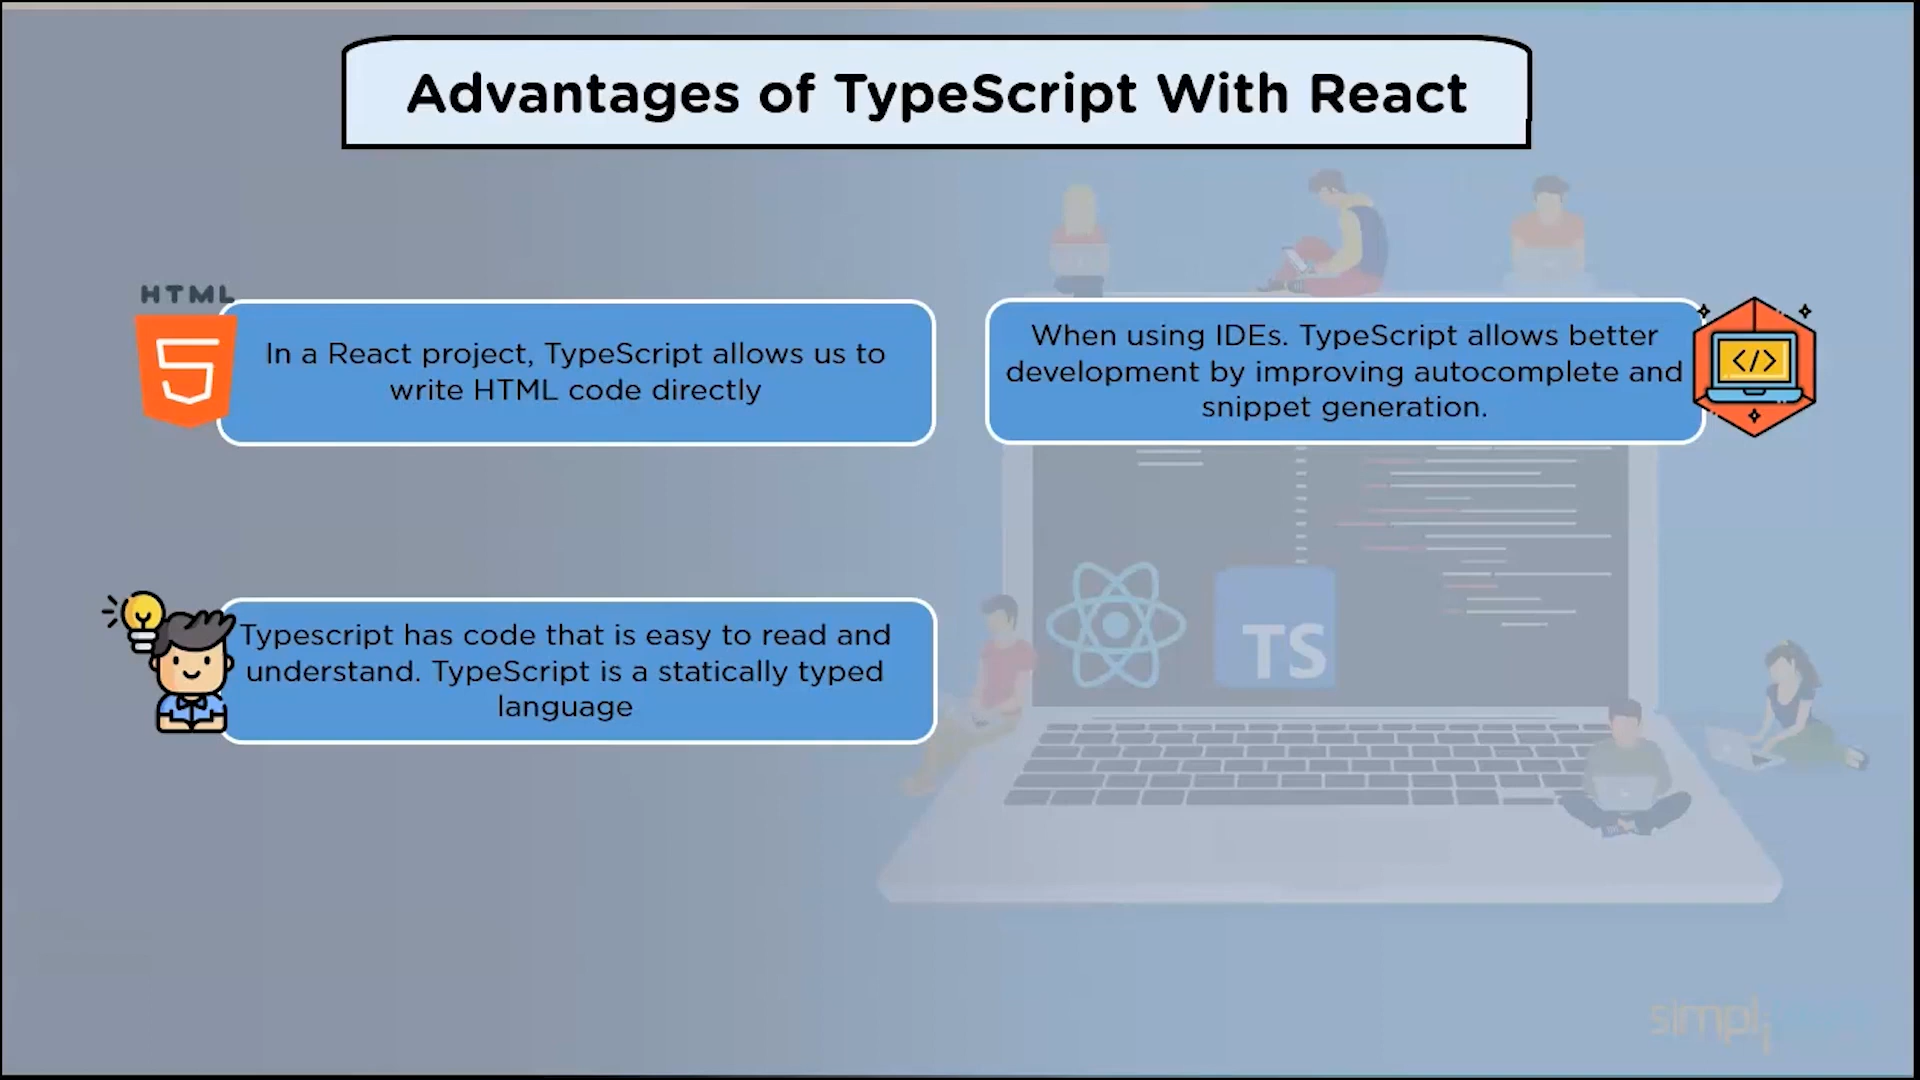 Advantages of TypeScript With React
HTML
5
In a React project, TypeScript allows us to
write HTML code directly
When using IDEs. TypeScript allows better
development by improving autocomplete and
snippet generation.
</>
Typescript has code that is easy to read and
understand. TypeScript is a statically typed
language
TS
simpl